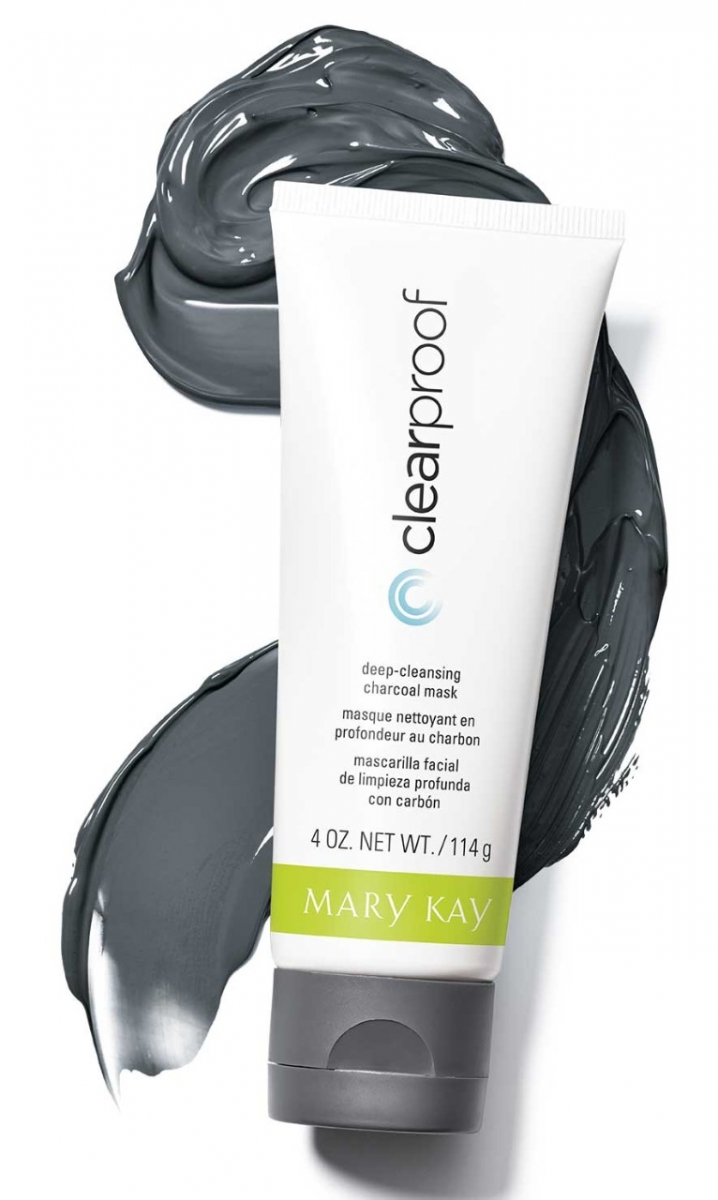 clearproof
deep-cleansing
charcoal mask
masque nettoyant en
profondeur au charbon
mascarilla facial
de limpieza profunda
con carbón
4 OZ. NET WT. / 114 g
MARY KAY